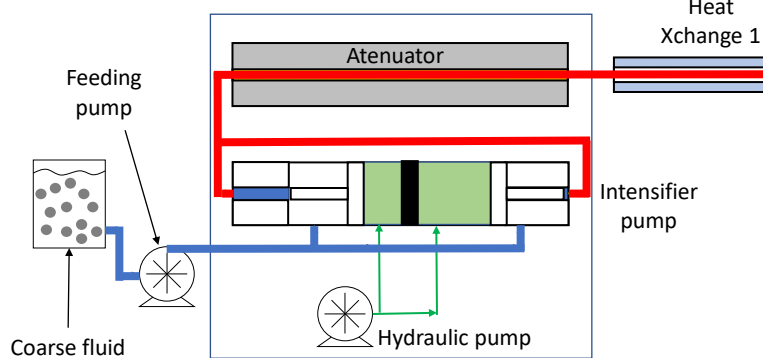 Heat
Xchange 1
Atenuator
Feeding
pump
Intensifier
pump
Hydraulic pump
Coarse fluid